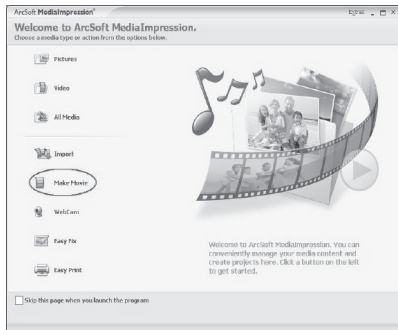 ArcSoft MediaImpression®
Welcome to ArcSoft MediaImpression.
Choose a media type or action from the options below.
Pictures
Video
All Media
Import
Make Movie
WebCam
Easy Fix
Easy Print
Welcome to ArcSoft MediaImpression. You can
conveniently manage your media content and
create projects here. Click a button on the left
to get started.
Skip this page when you launch the program